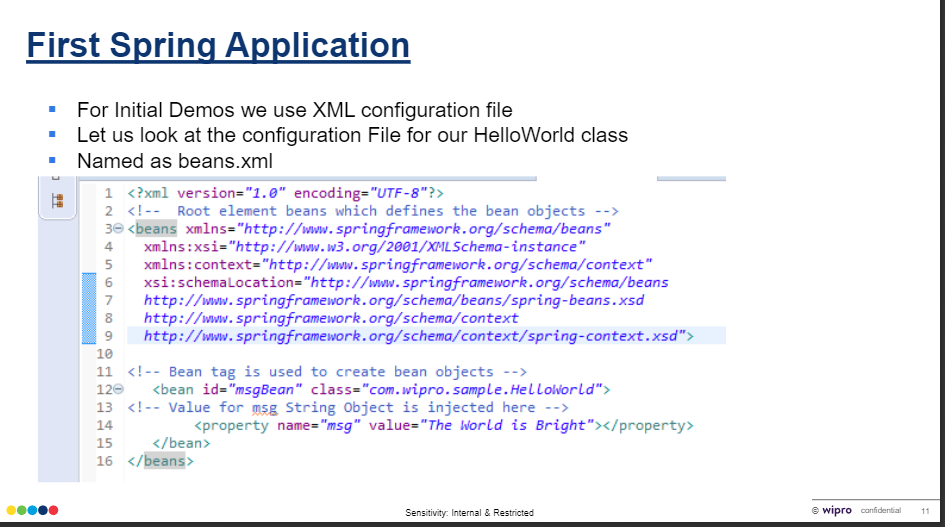 First Spring Application
For Initial Demos we use XML configuration file
Let us look at the configuration File for our HelloWorld class
Named as beans.xml
1 <?xml version="1.0" encoding="UTF-8"?>
2 <!--  Root element beans which defines the bean objects -->
3 <beans xmlns="http://www.springframework.org/schema/beans"
4 xmlns:xsi="http://www.w3.org/2001/XMLSchema-instance"
5 xmlns:context="http://www.springframework.org/schema/context"
6 xsi:schemaLocation="http://www.springframework.org/schema/beans
7 http://www.springframework.org/schema/beans/spring-beans.xsd
8 http://www.springframework.org/schema/context
9 http://www.springframework.org/schema/context/spring-context.xsd">
10
11 <!-- Bean tag is used to create bean objects -->
12 <bean id="msgBean" class="com.wipro.sample.HelloWorld">
13 <!-- Value for msg String Object is injected here -->
14 <property name="msg" value="The World is Bright"></property>
15 </bean>
16 </beans>
Sensitivity: Internal & Restricted
© wipro confidential 11